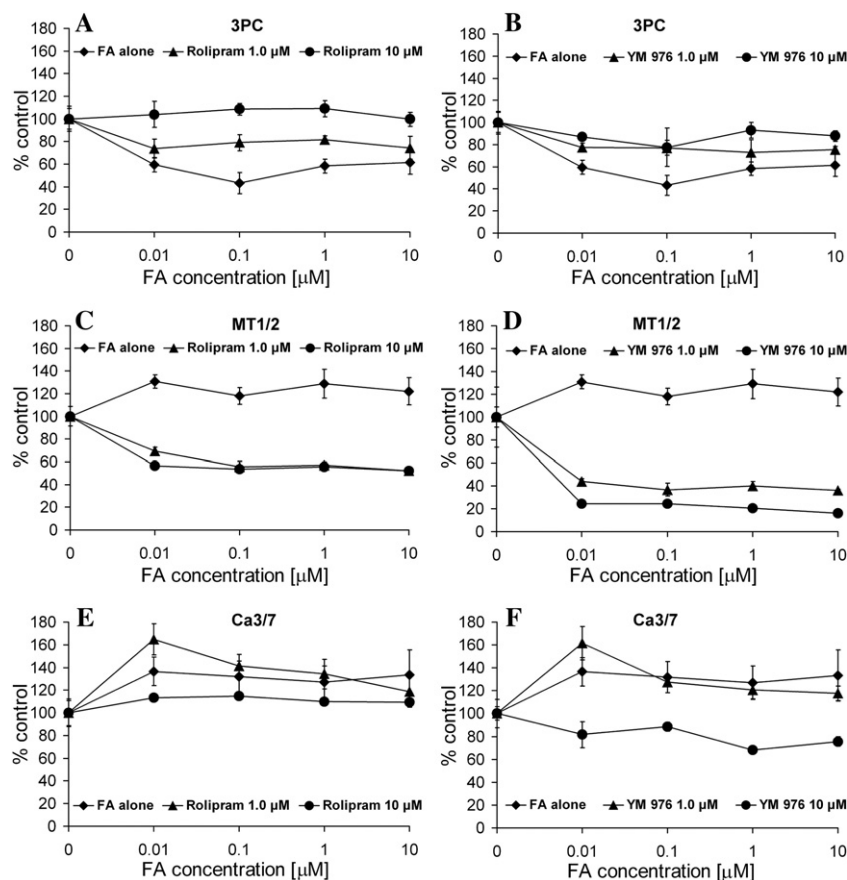 A 3PC
FA alone Rolipram 1.0 µM Rolipram 10 µM
180
160
140
120
100
80
60
40
20
0
% control
0 0.01 0.1 1 10
FA concentration [µM]
B 3PC
FA alone YM 976 1.0 µM YM 976 10 µM
180
160
140
120
100
80
60
40
20
0
% control
0 0.01 0.1 1 10
FA concentration [µM]
C MT1/2
FA alone Rolipram 1.0 µM Rolipram 10 µM
180
160
140
120
100
80
60
40
20
0
% control
0 0.01 0.1 1 10
FA concentration [µM]
D MT1/2
FA alone YM 976 1.0 µM YM 976 10 µM
180
160
140
120
100
80
60
40
20
0
% control
0 0.01 0.1 1 10
FA concentration [µM]
E Ca3/7
180
160
140
120
100
80
60
40
20
0
% control
FA alone Rolipram 1.0 µM Rolipram 10 µM
0 0.01 0.1 1 10
FA concentration [µM]
F Ca3/7
180
160
140
120
100
80
60
40
20
0
% control
FA alone YM 976 1.0 µM YM 976 10 µM
0 0.01 0.1 1 10
FA concentration [µM]